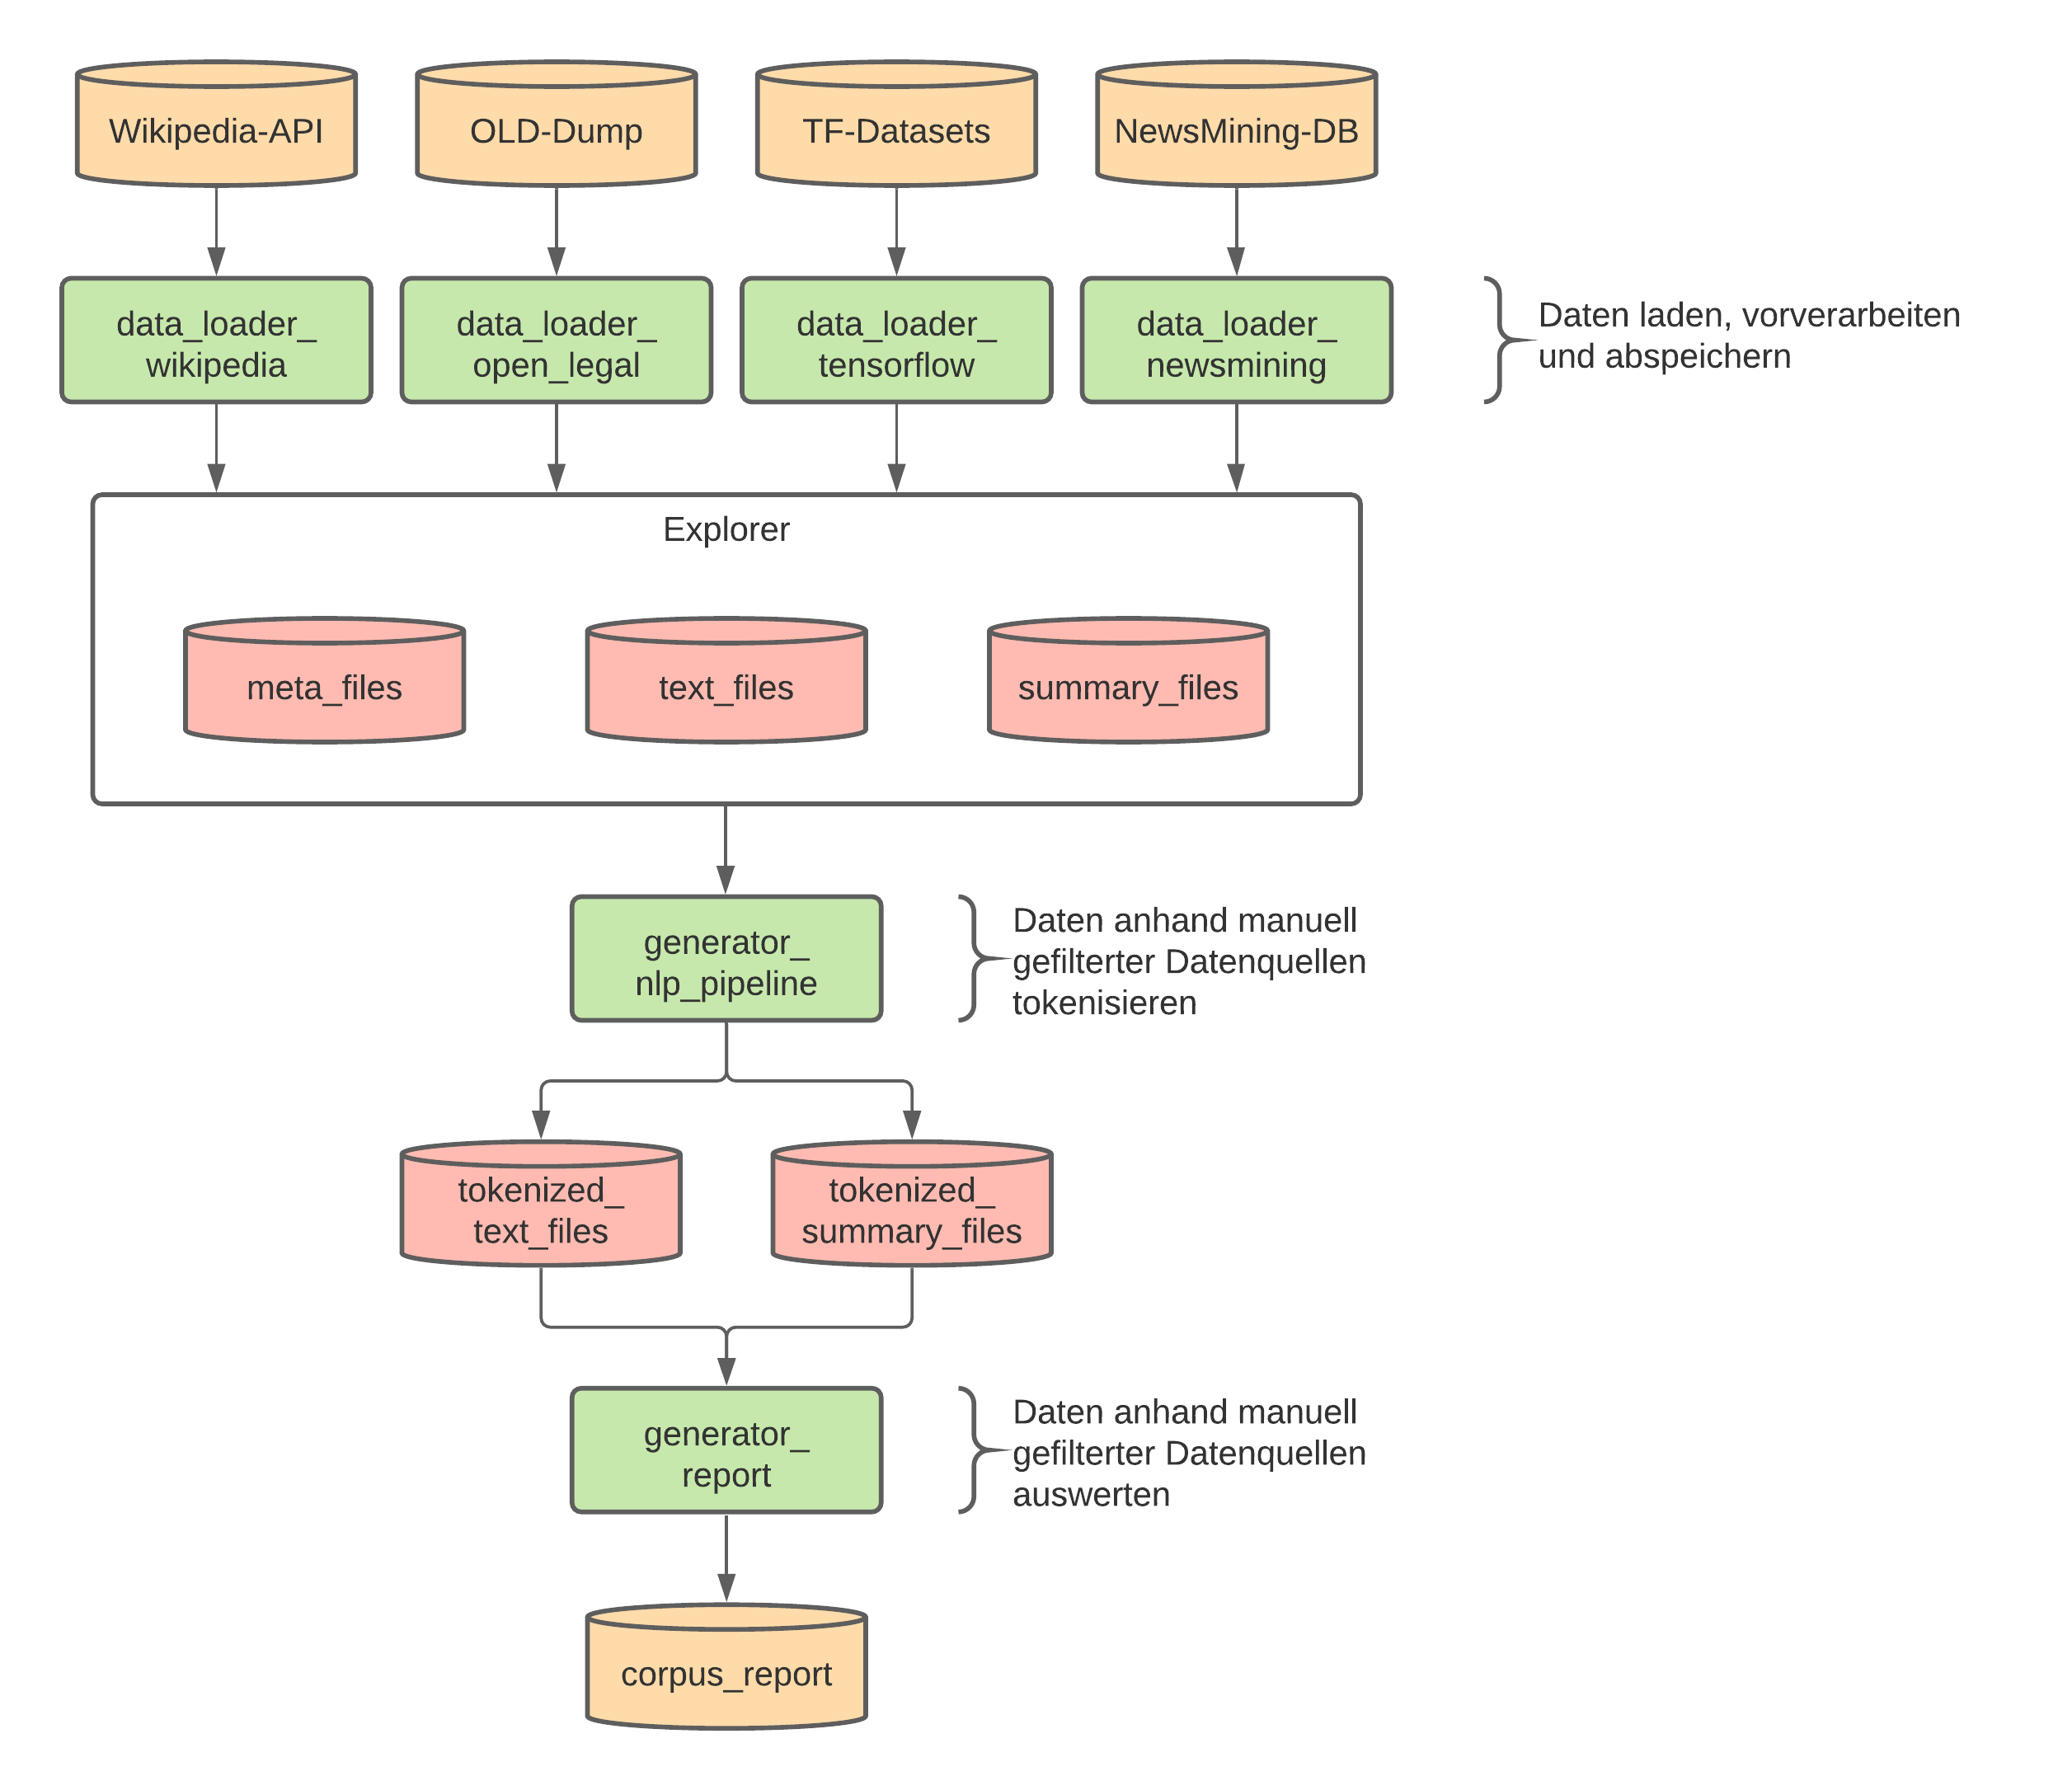 Wikipedia-API
OLD-Dump
TF-Datasets
NewsMining-DB
data_loader_
wikipedia
data_loader_
open_legal
data_loader_
tensorflow
data_loader_
newsmining
Daten laden, vorverarbeiten
und abspeichern
Explorer
meta_files
text_files
summary_files
generator_
nlp_pipeline
Daten anhand manuell
gefilterter Datenquellen
tokenisieren
tokenized_
text_files
tokenized_
summary_files
generator_
report
Daten anhand manuell
gefilterter Datenquellen
auswerten
corpus_report